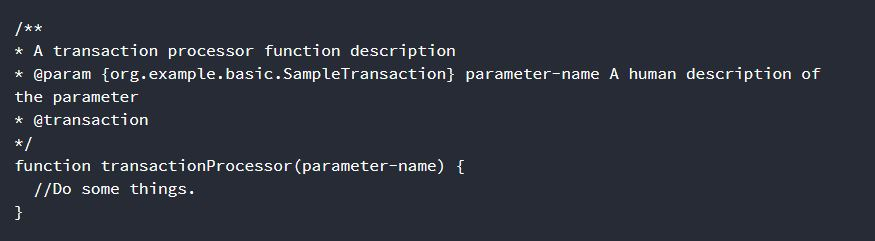 /**
* A transaction processor function description
* @param {org.example.basic.SampleTransaction} parameter-name A human description of
the parameter
* @transaction
*/
function transactionProcessor(parameter-name) {
  //Do some things.
}